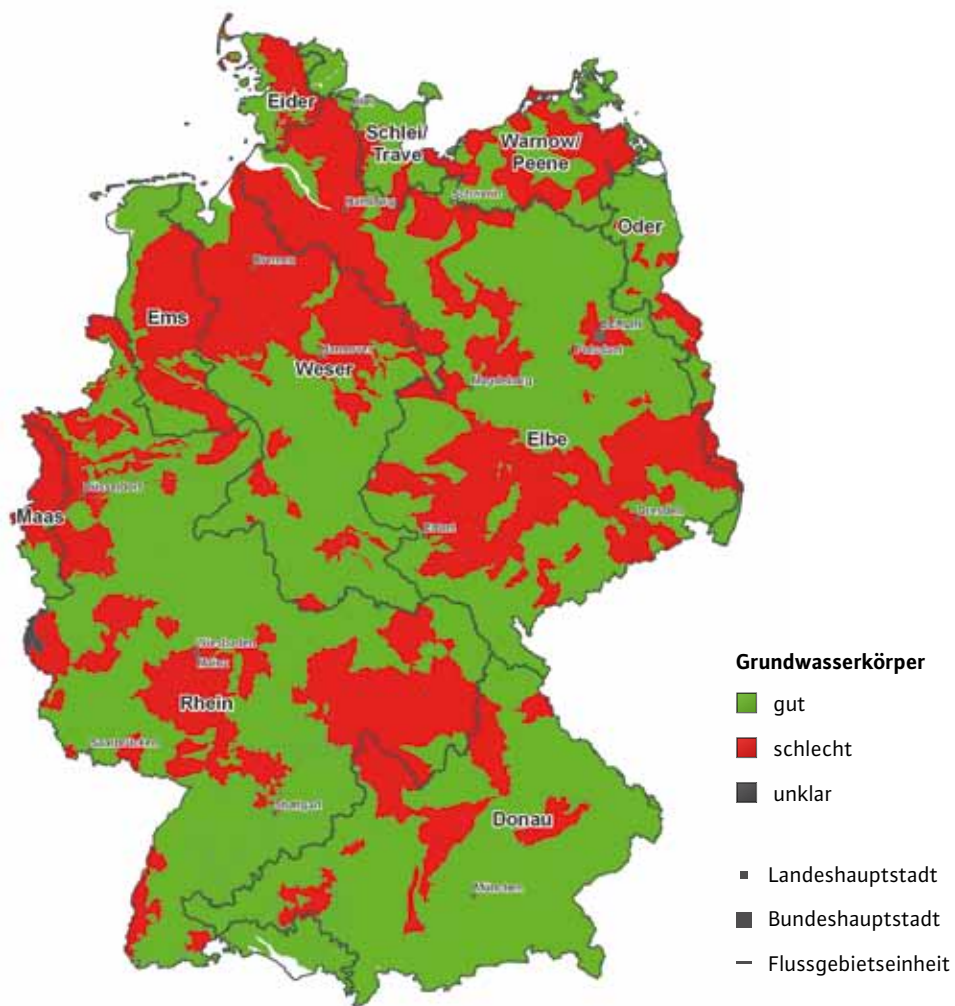 Eider
Kiel
Schlei/
Trave
Warnow/
Peene
Schwerin
Hamburg
Oder
Bremen
Ems
Berlin
Potsdam
Hannover
Weser
Magdeburg
Elbe
Düsseldorf
Maas
Dresden
Erfurt
Wiesbaden
Mainz
Rhein
Saarbrücken
Stuttgart
Donau
München
Grundwasserkörper
gut
schlecht
unklar
Landeshauptstadt
Bundeshauptstadt
Flussgebietseinheit